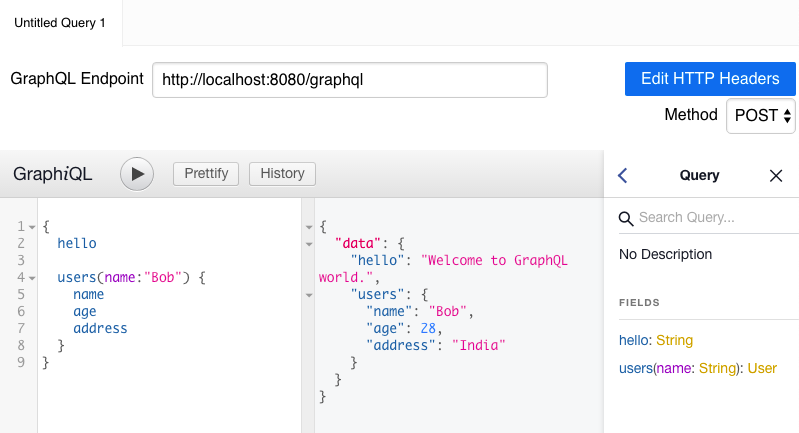 Untitled Query 1
GraphQL Endpoint http://localhost:8080/graphql Edit HTTP Headers
Method POST
GraphiQL Prettify History
1 {
2 hello
3
4 users(name:"Bob") {
5 name
6 age
7 address
8 }
9 }
{
"data": {
"hello": "Welcome to GraphQL
world.",
"users": {
"name": "Bob",
"age": 28,
"address": "India"
}
}
}
Query
Search Query...
No Description
FIELDS
hello: String
users(name: String): User